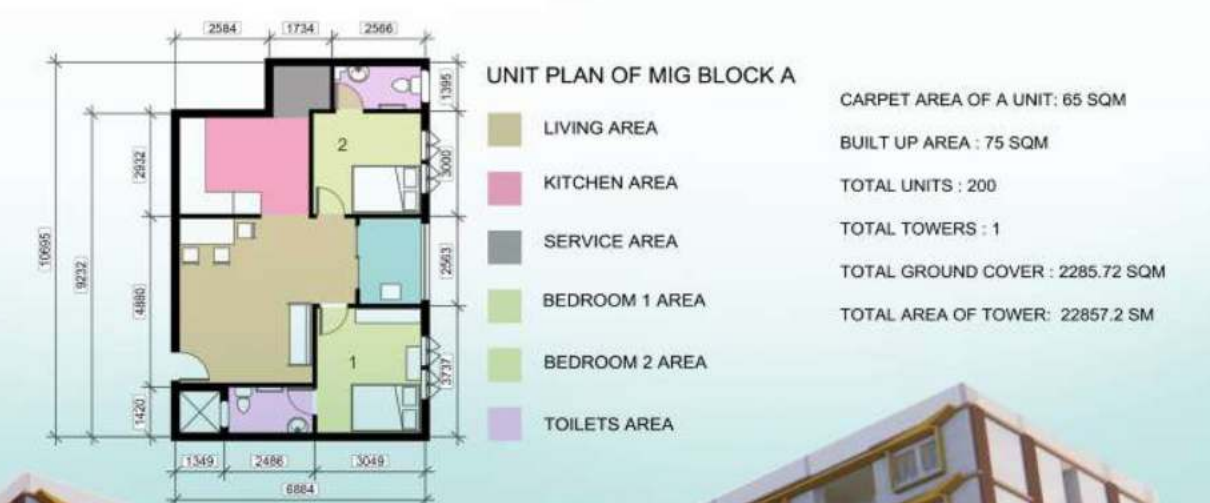 2584 1734 2566
1395
10695
9232
2932
2
3000
4880
2563
1
3737
1420
1349 2486 3049
6884
UNIT PLAN OF MIG BLOCK A
LIVING AREA
KITCHEN AREA
SERVICE AREA
BEDROOM 1 AREA
BEDROOM 2 AREA
TOILETS AREA
CARPET AREA OF A UNIT: 65 SQM
BUILT UP AREA : 75 SQM
TOTAL UNITS : 200
TOTAL TOWERS : 1
TOTAL GROUND COVER : 2285.72 SQM
TOTAL AREA OF TOWER: 22857.2 SM